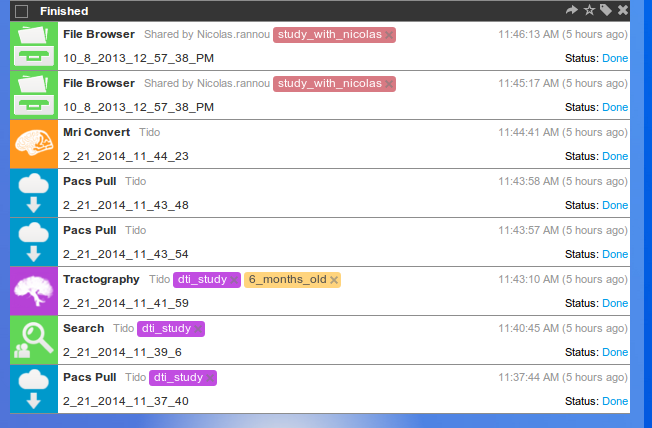 Finished
File Browser Shared by Nicolas.rannou study_with_nicolas 11:46:13 AM (5 hours ago)
10_8_2013_12_57_38_PM Status: Done
File Browser Shared by Nicolas.rannou study_with_nicolas 11:45:17 AM (5 hours ago)
10_8_2013_12_57_38_PM Status: Done
Mri Convert Tido 11:44:41 AM (5 hours ago)
2_21_2014_11_44_23 Status: Done
Pacs Pull Tido 11:43:58 AM (5 hours ago)
2_21_2014_11_43_48 Status: Done
Pacs Pull Tido 11:43:57 AM (5 hours ago)
2_21_2014_11_43_54 Status: Done
Tractography Tido dti_study 6_months_old 11:43:10 AM (5 hours ago)
2_21_2014_11_41_59 Status: Done
Search Tido dti_study 11:40:45 AM (5 hours ago)
2_21_2014_11_39_6 Status: Done
Pacs Pull Tido dti_study 11:37:44 AM (5 hours ago)
2_21_2014_11_37_40 Status: Done